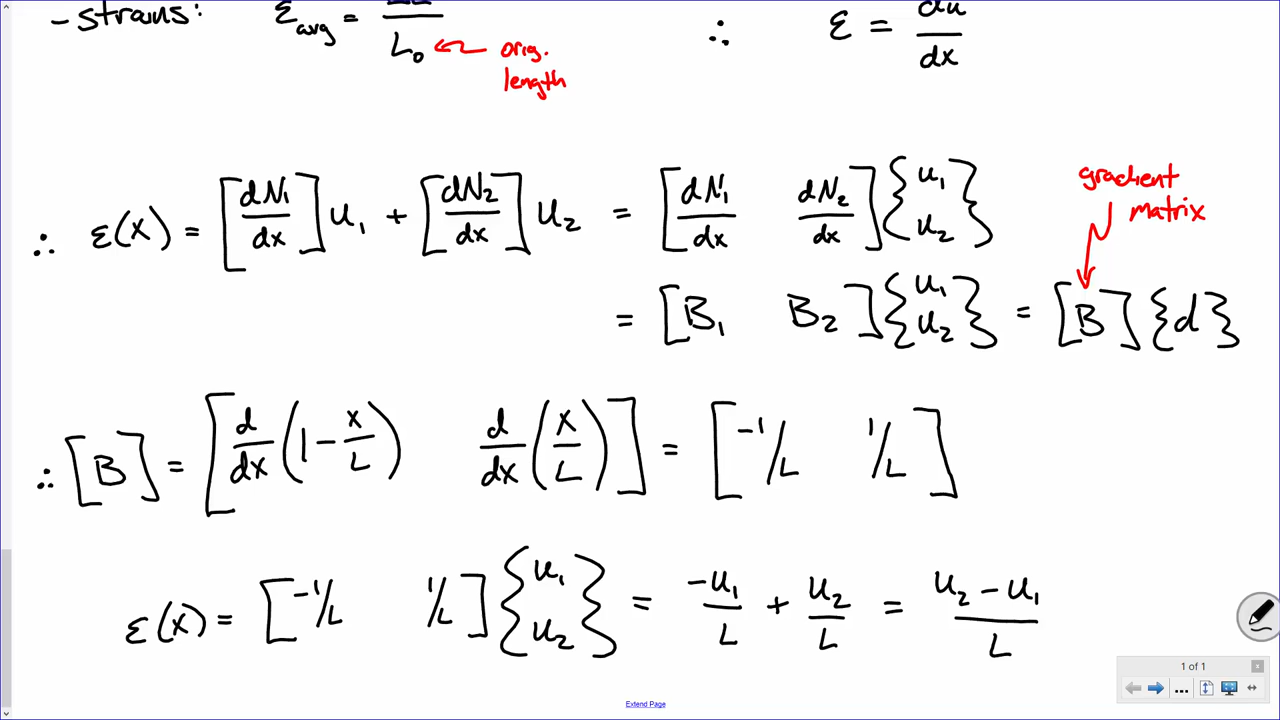 - strains: ε_avg = ΔL / L₀ ← orig. length ∴ ε = du/dx
∴ ε(x) = [dN₁/dx] u₁ + [dN₂/dx] u₂ = [dN₁/dx dN₂/dx] {u₁ u₂}
gradient matrix
= [B₁ B₂] {u₁ u₂} = [B] {d}
∴ [B] = [d/dx (1 - x/L) d/dx (x/L)] = [-1/L 1/L]
ε(x) = [-1/L 1/L] {u₁ u₂} = -u₁/L + u₂/L = u₂ - u₁ / L
1 of 1
...
Extend Page